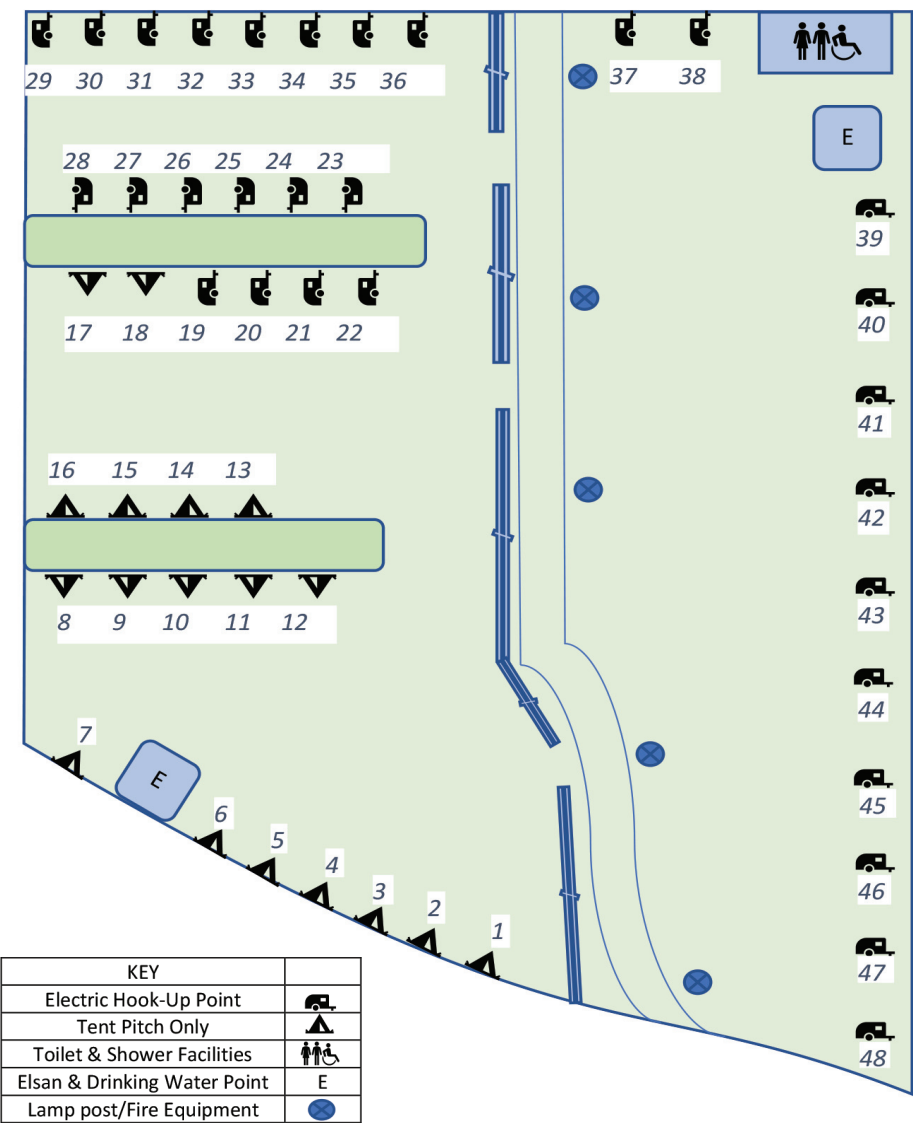 29 30 31 32 33 34 35 36
37 38
E
28 27 26 25 24 23
39
17 18 19 20 21 22
40
41
16 15 14 13
42
43
8 9 10 11 12
44
7
E
45
6
5
4
3
2
1
46
47
48
KEY
Electric Hook-Up Point
Tent Pitch Only
Toilet & Shower Facilities
Elsan & Drinking Water Point E
Lamp post/Fire Equipment